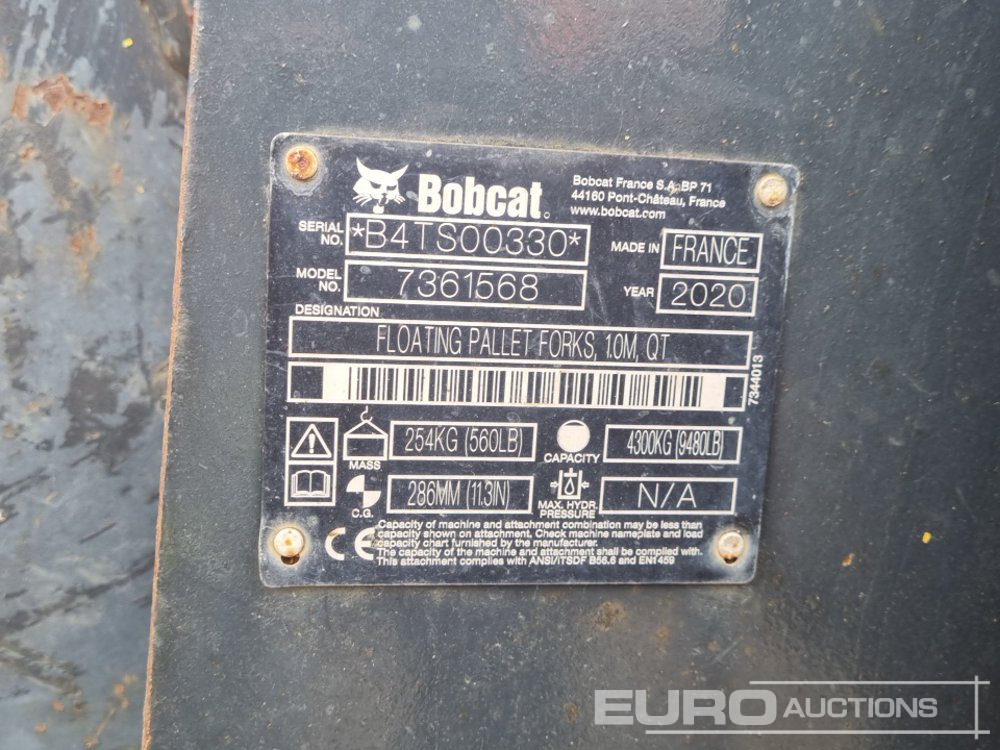 Bobcat.
Bobcat France S.A. BP 71
44160 Pont-Château, France
www.bobcat.com
SERIAL NO. *B4TS00330*
MADE IN FRANCE
MODEL NO. 7361568
YEAR 2020
DESIGNATION
FLOATING PALLET FORKS, 1.0M, QT
7344013
MASS 254KG (560LB)
CAPACITY 4300KG (9480LB)
C.G. 286MM (11.3IN)
MAX. HYDR. PRESSURE N/A
CE
Capacity of machine and attachment combination may be less than
capacity shown on attachment. Check machine nameplate and load
capacity chart furnished by the manufacturer.
The capacity of the machine and attachment shall be complied with.
This attachment complies with ANSI/ITSDF B56.6 and EN1459
EURO AUCTIONS